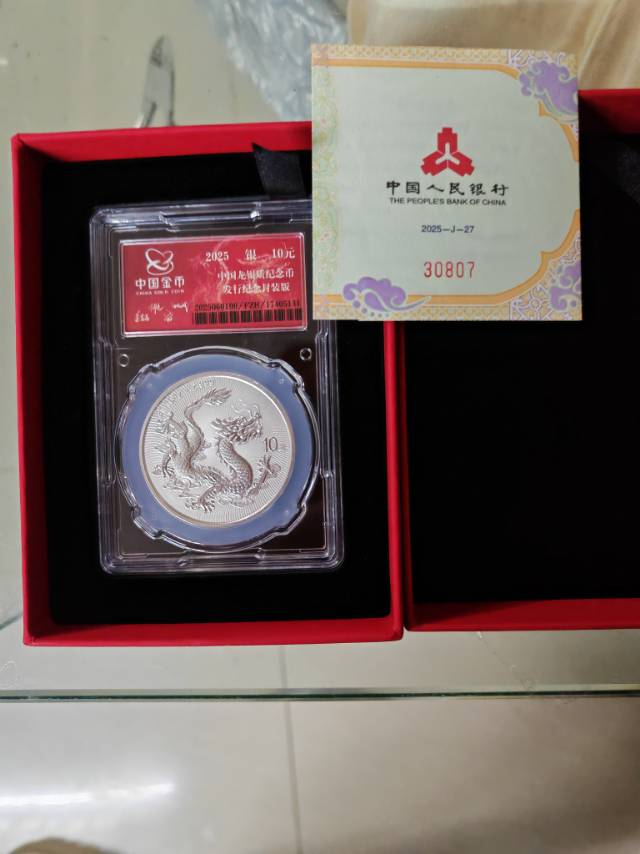 中国人民银行
THE PEOPLE'S BANK OF CHINA
2025-J-27
30807
中国金币
CHINA GOLD COIN
2025 银 10元
中国龙银质纪念币
发行纪念封装版
10